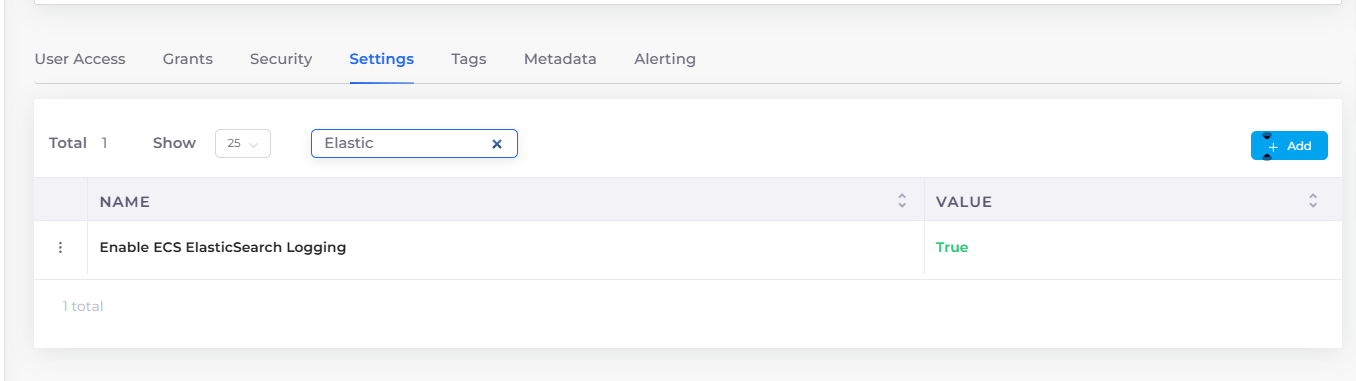 User Access Grants Security Settings Tags Metadata Alerting
Total 1 Show 25 Elastic + Add
NAME VALUE
Enable ECS ElasticSearch Logging True
1 total